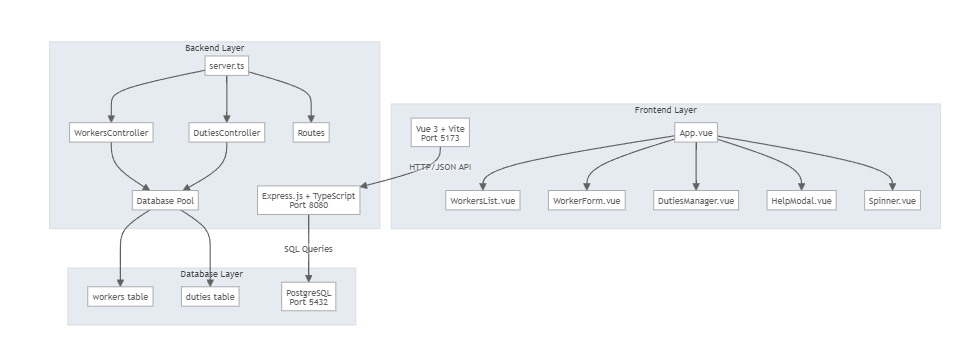 Backend Layer
server.ts
WorkersController
DutiesController
Routes
Database Pool
Express.js + TypeScript
Port 8080
Frontend Layer
Vue 3 + Vite
Port 5173
App.vue
HTTP/JSON API
WorkersList.vue
WorkerForm.vue
DutiesManager.vue
HelpModal.vue
Spinner.vue
SQL Queries
Database Layer
workers table
duties table
PostgreSQL
Port 5432